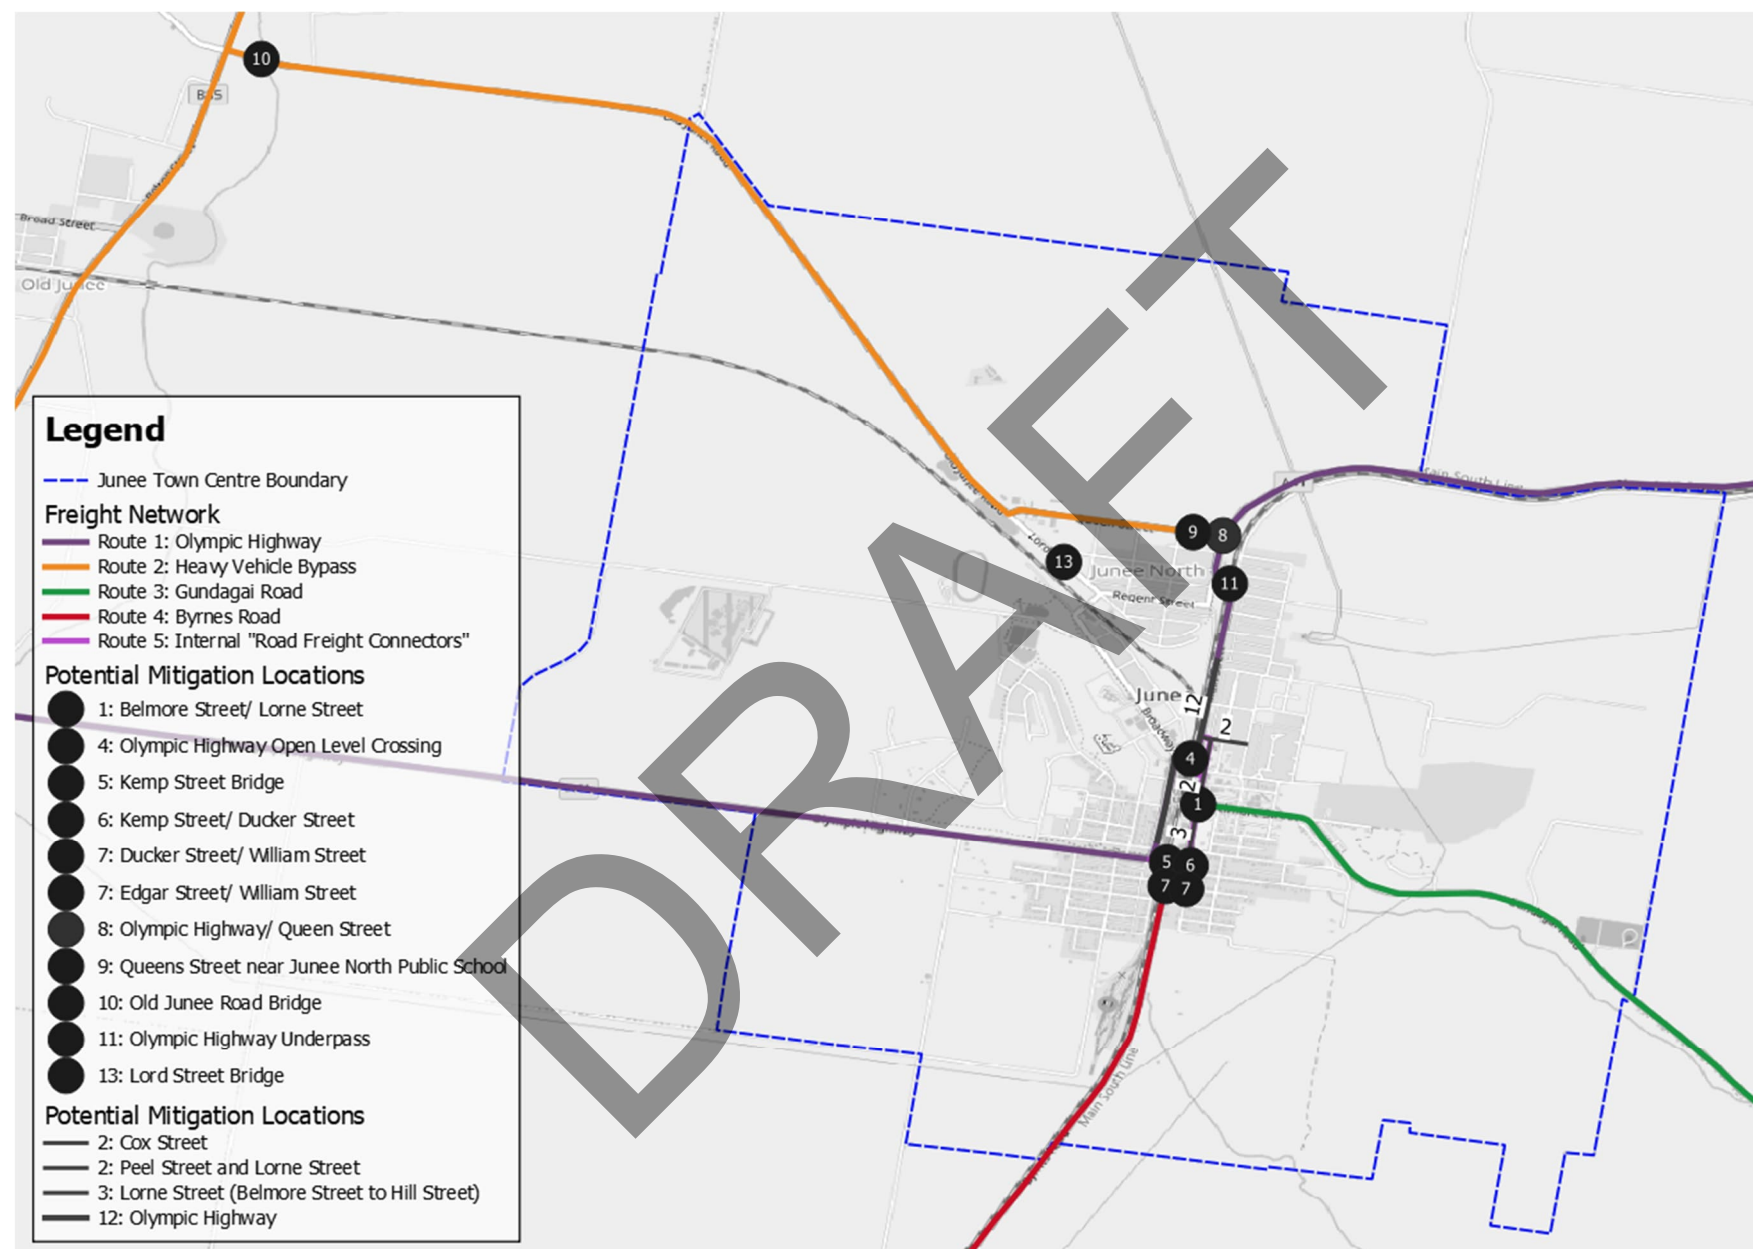 10
B85
Broad Street
Old Junee
Legend
Junee Town Centre Boundary
Freight Network
Route 1: Olympic Highway
Route 2: Heavy Vehicle Bypass
Route 3: Gundagai Road
Route 4: Byrnes Road
Route 5: Internal "Road Freight Connectors"
Potential Mitigation Locations
1: Belmore Street/ Lorne Street
4: Olympic Highway Open Level Crossing
5: Kemp Street Bridge
6: Kemp Street/ Ducker Street
7: Ducker Street/ William Street
7: Edgar Street/ William Street
8: Olympic Highway/ Queen Street
9: Queens Street near Junee North Public School
10: Old Junee Road Bridge
11: Olympic Highway Underpass
13: Lord Street Bridge
Potential Mitigation Locations
2: Cox Street
2: Peel Street and Lorne Street
3: Lorne Street (Belmore Street to Hill Street)
12: Olympic Highway
DRAFT
Main South Line
9
8
13
Junee North
11
Regent Street
June
12
Broadway
2
4
2
1
3
Olympic Highway
5
6
7
7
Main South Line